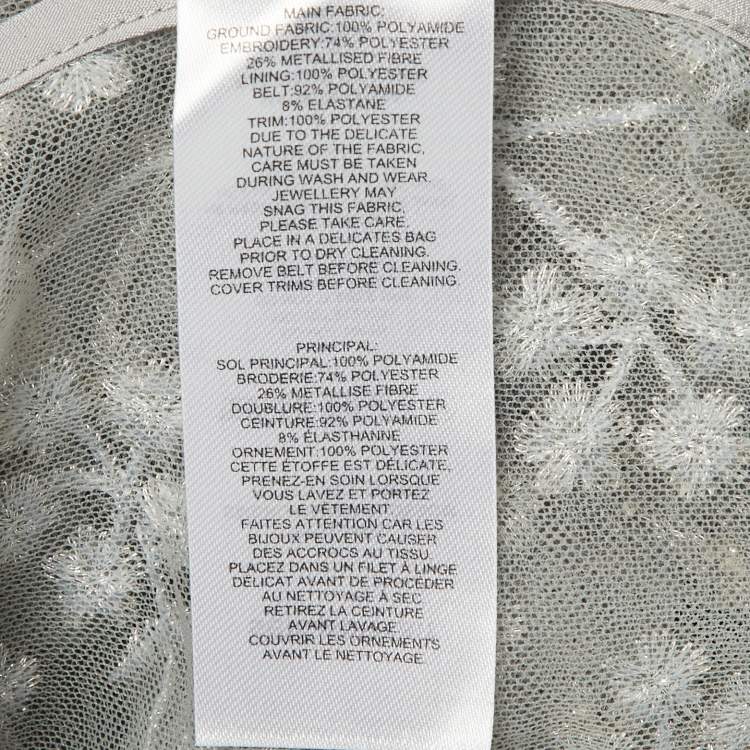 MAIN FABRIC:
GROUND FABRIC:100% POLYAMIDE
EMBROIDERY:74% POLYESTER
26% METALLISED FIBRE
LINING:100% POLYESTER
BELT:92% POLYAMIDE
8% ELASTANE
TRIM:100% POLYESTER
DUE TO THE DELICATE
NATURE OF THE FABRIC,
CARE MUST BE TAKEN
DURING WASH AND WEAR.
JEWELLERY MAY
SNAG THIS FABRIC,
PLEASE TAKE CARE.
PLACE IN A DELICATES BAG
PRIOR TO DRY CLEANING.
REMOVE BELT BEFORE CLEANING.
COVER TRIMS BEFORE CLEANING.
PRINCIPAL:
SOL PRINCIPAL:100% POLYAMIDE
BRODERIE:74% POLYESTER
26% METALLISE FIBRE
DOUBLURE:100% POLYESTER
CEINTURE:92% POLYAMIDE
8% ÉLASTHANNE
ORNEMENT:100% POLYESTER
CETTE ÉTOFFE EST DÉLICATE,
PRENEZ-EN SOIN LORSQUE
VOUS LAVEZ ET PORTEZ
LE VÊTEMENT.
FAITES ATTENTION CAR LES
BIJOUX PEUVENT CAUSER
DES ACCROCS AU TISSU.
PLACEZ DANS UN FILET À LINGE
DÉLICAT AVANT DE PROCÉDER
AU NETTOYAGE À SEC
RETIREZ LA CEINTURE
AVANT LAVAGE.
COUVRIR LES ORNEMENTS
AVANT LE NETTOYAGE.